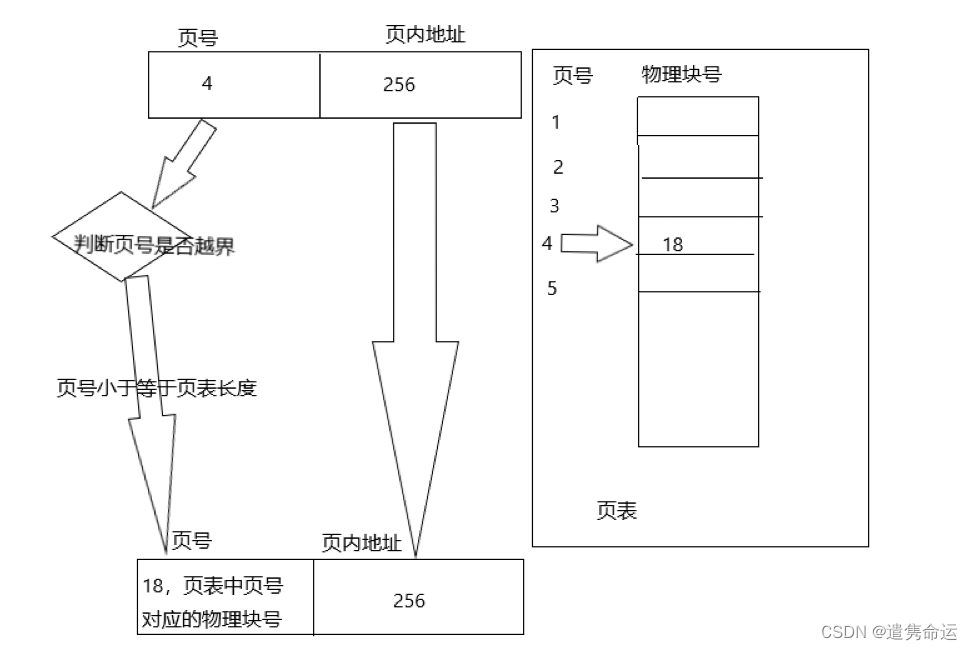 页号
页内地址
4
256
判断页号是否越界
页号小于等于页表长度
页号
页内地址
18，页表中页号
对应的物理块号
256
页号
物理块号
1
2
3
4
18
5
页表
CSDN @遣隽命运